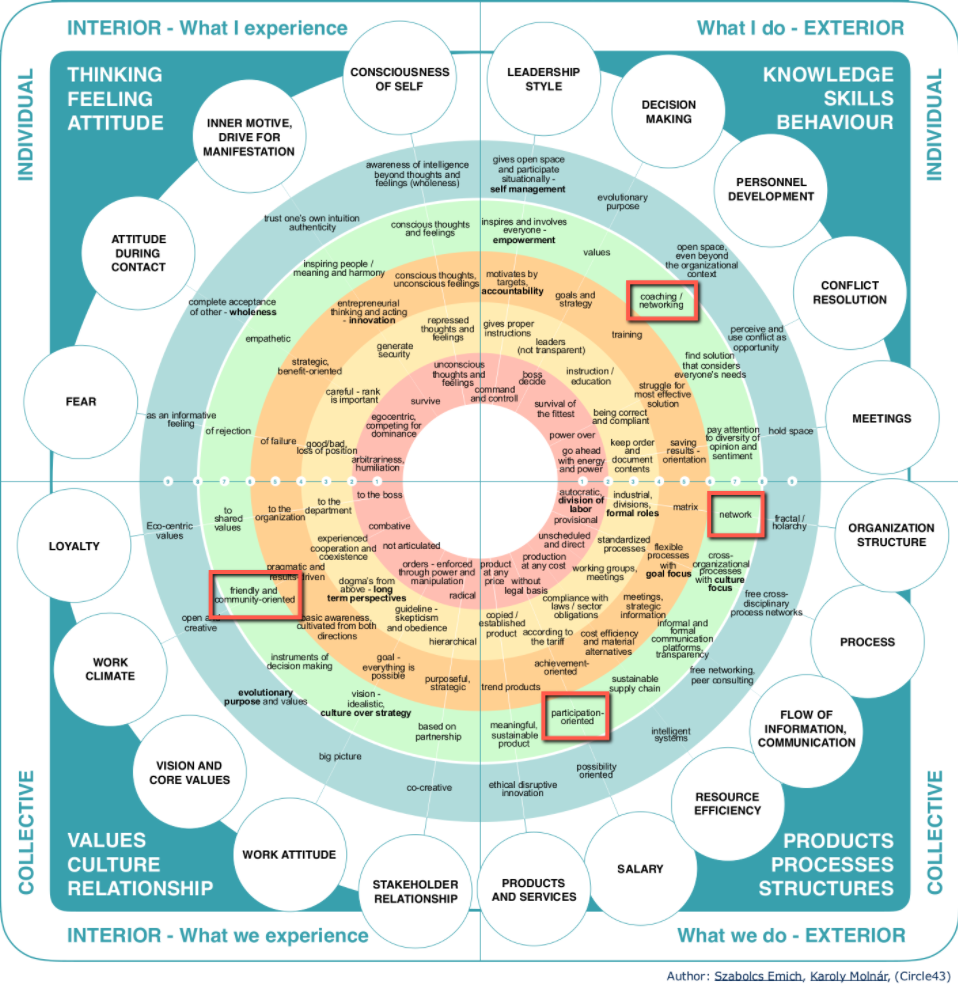 INTERIOR - What I experience
What I do - EXTERIOR
INDIVIDUAL
INDIVIDUAL
THINKING
FEELING
ATTITUDE
KNOWLEDGE
SKILLS
BEHAVIOUR
CONSCIOUSNESS
OF SELF
LEADERSHIP
STYLE
INNER MOTIVE,
DRIVE FOR
MANIFESTATION
DECISION
MAKING
ATTITUDE
DURING
CONTACT
PERSONNEL
DEVELOPMENT
FEAR
CONFLICT
RESOLUTION
MEETINGS
awareness of intelligence
beyond thoughts and
feelings (wholeness)
conscious thoughts
and feelings
conscious thoughts,
unconscious feelings
repressed
thoughts and
feelings
unconscious
thoughts and
feelings
trust one's own intuition
authenticity
inspiring people /
meaning and harmony
entrepreneurial
thinking and acting
- innovation
generate
security
survive
complete acceptance
of other - wholeness
empathetic
strategic,
benefit-oriented
careful - rank
is important
egocentric,
competing for
dominance
as an informative
feeling
of rejection
of failure
good/bad,
loss of position
arbitrariness,
humiliation
gives open space
and participate
situationally -
self management
inspires and involves
everyone -
empowerment
motivates by
targets,
accountability
gives proper
instructions
command
and controll
evolutionary
purpose
values
goals and
strategy
leaders
(not transparent)
boss
decide
open space,
even beyond
the organizational
context
coaching /
networking
training
instruction /
education
survival of
the fittest
perceive and
use conflict as
opportunity
find solution
that considers
everyone's needs
struggle for
most effective
solution
being correct
and compliant
power over
hold space
pay attention
to diversity of
opinion and
sentiment
saving
results -
orientation
keep order
and
document
contents
go ahead
with energy
and power
9 8 7 6 5 4 3 2 1
1 2 3 4 5 6 7 8 9
Eco-centric
values
to
shared
values
to the
organization
to the
department
to the boss
open and
creative
friendly and
community-oriented
pracmatic and
results driven
experienced
cooperation and
coexistence
combative
evolutionary
purpose and values
instruments of
decision making
basic awareness,
cultivated from both
directions
dogma's from
above - long
term perspectives
not articulated
big picture
vision -
idealistic,
culture over strategy
goal -
everything is
possible
guideline -
skeptidsm
and obedience
orders - enforced
through power and
manipulation
co-creative
based on
partnership
purposeful,
strategic
hierarchical
radical
autocratic,
division of
labor
industrial,
divisions,
formal roles
matrix
network
fractal /
holarchy
provisional
standardized
processes
flexible
processes
with
goal focus
cross-
organizational
processes
with culture
focus
free cross-
disciplinary
process networks
unscheduled
and direct
working groups,
meetings
meetings,
strategic
information
informal and
formal
communication
platforms,
transparency
free networking,
peer consulting
production
at any cost
compliance with
laws / sector
obligations
cost efficiency
and material
alternatives
sustainable
supply chain
intelligent
systems
without
legal basis
according to
the tariff
achievement-
oriented
participation-
oriented
possibility
oriented
product
at any
price
copied /
established
product
trend products
meaningful,
sustainable
product
ethical disruptive
innovation
LOYALTY
WORK
CLIMATE
VISION AND
CORE VALUES
WORK ATTITUDE
STAKEHOLDER
RELATIONSHIP
PRODUCTS
AND SERVICES
SALARY
RESOURCE
EFFICIENCY
FLOW OF
INFORMATION,
COMMUNICATION
PROCESS
ORGANIZATION
STRUCTURE
COLLECTIVE
COLLECTIVE
VALUES
CULTURE
RELATIONSHIP
PRODUCTS
PROCESSES
STRUCTURES
INTERIOR - What we experience
What we do - EXTERIOR
Author: Szabolcs Emich, Karoly Molnár, (Circle43)